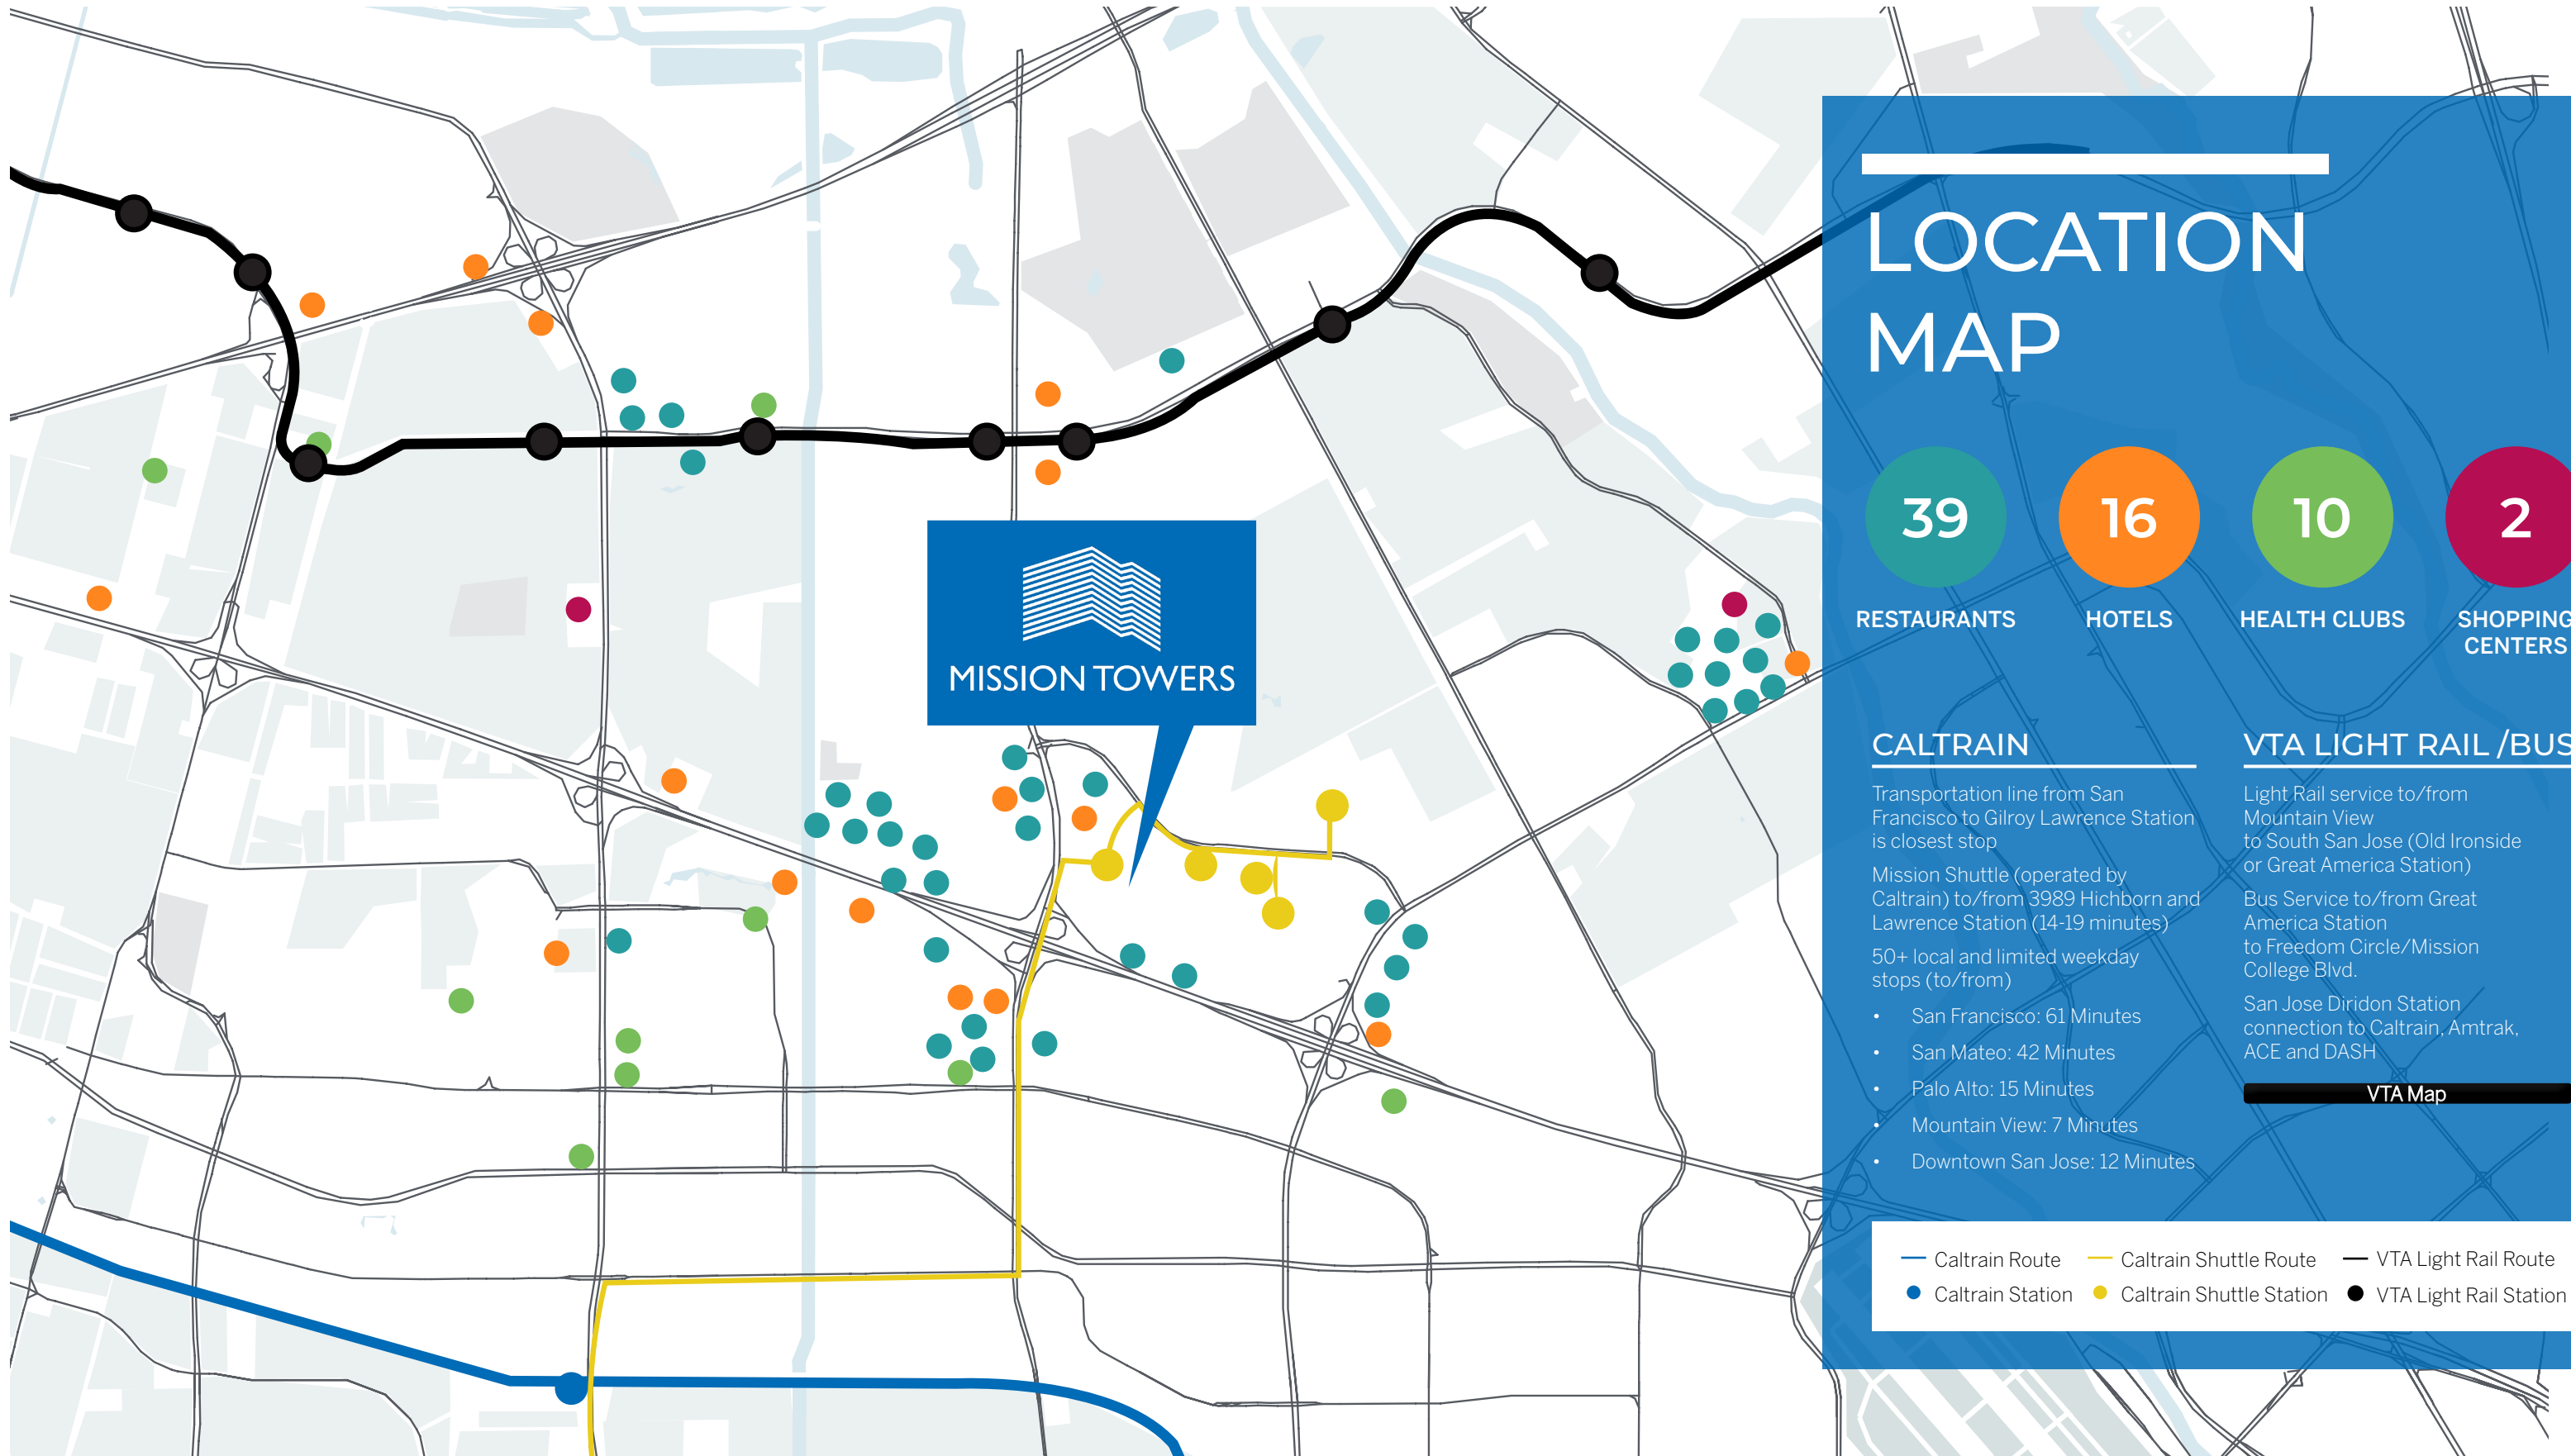 LOCATION
MAP
39
16
10
2
RESTAURANTS
HOTELS
HEALTH CLUBS
SHOPPING
CENTERS
MISSION TOWERS
CALTRAIN
Transportation line from San
Francisco to Gilroy Lawrence Station
is closest stop
Mission Shuttle (operated by
Caltrain) to/from 3989 Hichborn and
Lawrence Station (14-19 minutes)
50+ local and limited weekday
stops (to/from)
• San Francisco: 61 Minutes
• San Mateo: 42 Minutes
• Palo Alto: 15 Minutes
• Mountain View: 7 Minutes
• Downtown San Jose: 12 Minutes
VTA LIGHT RAIL /BUS
Light Rail service to/from
Mountain View
to South San Jose (Old Ironside
or Great America Station)
Bus Service to/from Great
America Station
to Freedom Circle/Mission
College Blvd.
San Jose Diridon Station
connection to Caltrain, Amtrak,
ACE and DASH
VTA Map
Caltrain Route
Caltrain Shuttle Route
VTA Light Rail Route
Caltrain Station
Caltrain Shuttle Station
VTA Light Rail Station